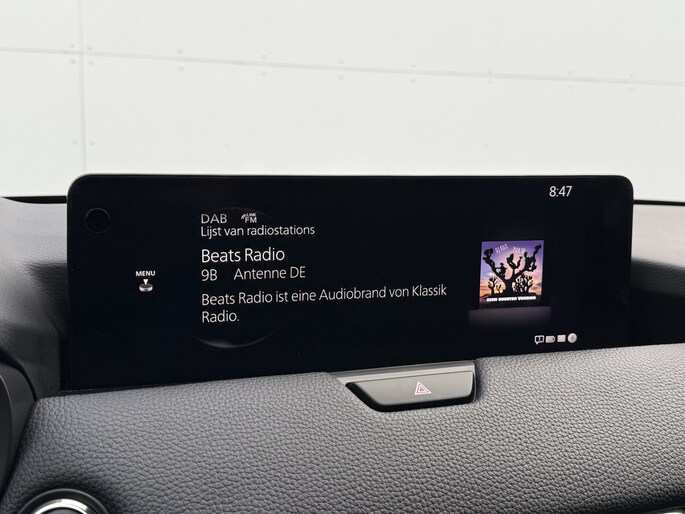 8:47
DAB LINK FM
Lijst van radiostations
Beats Radio
9B Antenne DE
MENU
Beats Radio ist eine Audiobrand von Klassik
Radio.